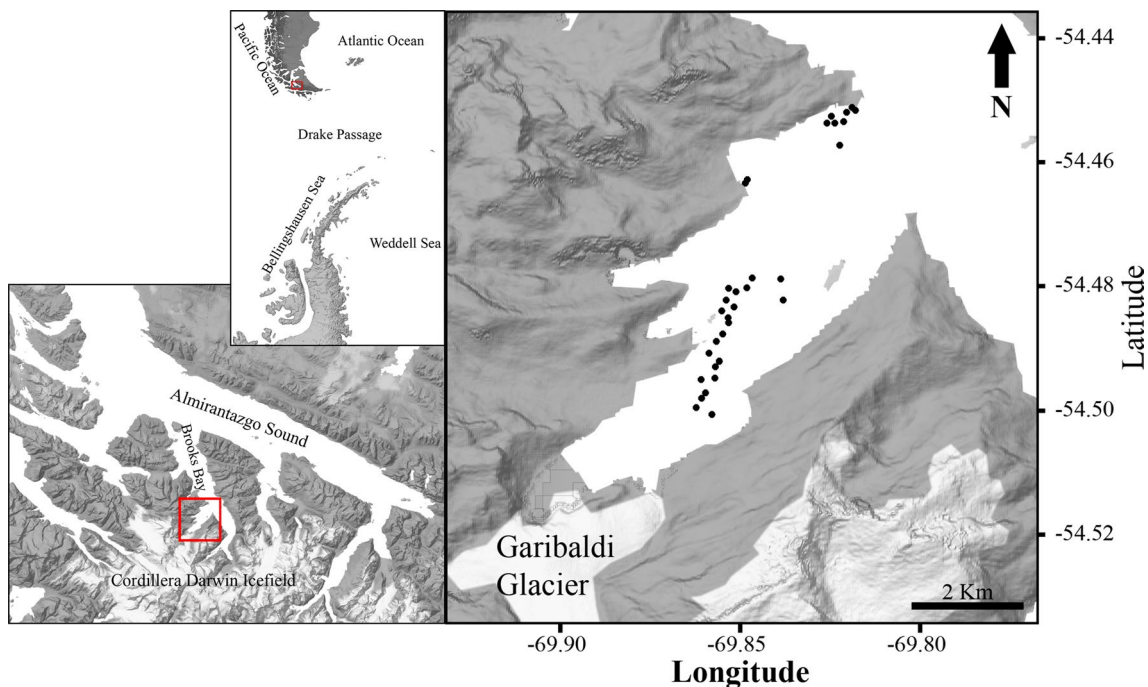 Pacific Ocean
Atlantic Ocean
Drake Passage
Bellingshausen Sea
Weddell Sea
Almirantazgo Sound
Brooks Bay
Cordillera Darwin Icefield
N
Garibaldi
Glacier
2 Km
-54.44
-54.46
-54.48
-54.50
-54.52
Latitude
-69.90
-69.85
-69.80
Longitude